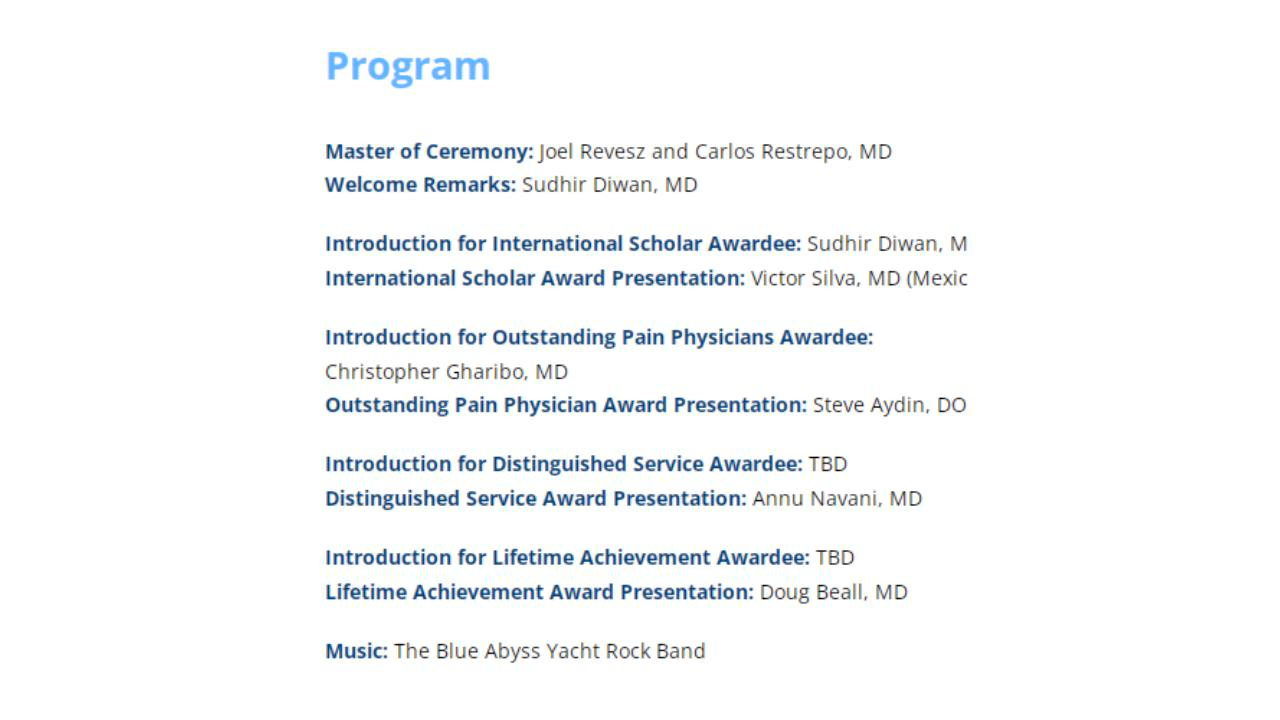 Program
Master of Ceremony: Joel Revesz and Carlos Restrepo, MD
Welcome Remarks: Sudhir Diwan, MD
Introduction for International Scholar Awardee: Sudhir Diwan, M
International Scholar Award Presentation: Victor Silva, MD (Mexic
Introduction for Outstanding Pain Physicians Awardee:
Christopher Gharibo, MD
Outstanding Pain Physician Award Presentation: Steve Aydin, DO
Introduction for Distinguished Service Awardee: TBD
Distinguished Service Award Presentation: Annu Navani, MD
Introduction for Lifetime Achievement Awardee: TBD
Lifetime Achievement Award Presentation: Doug Beall, MD
Music: The Blue Abyss Yacht Rock Band